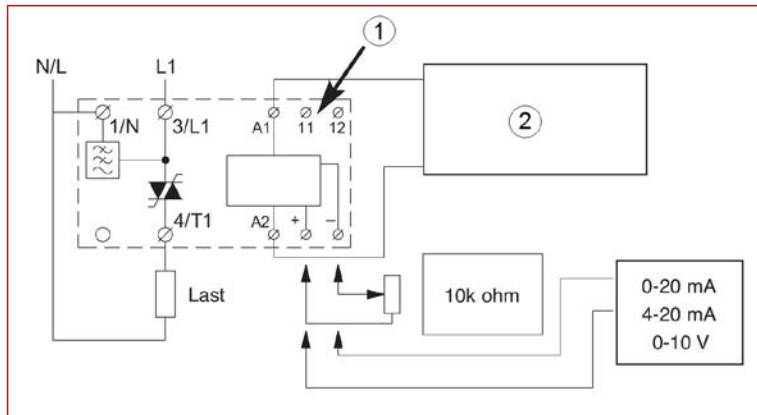 1
N/L
L1
1/N
3/L1
A1
11
12
2
4/T1
A2
+
–
Last
10k ohm
0-20 mA
4-20 mA
0-10 V